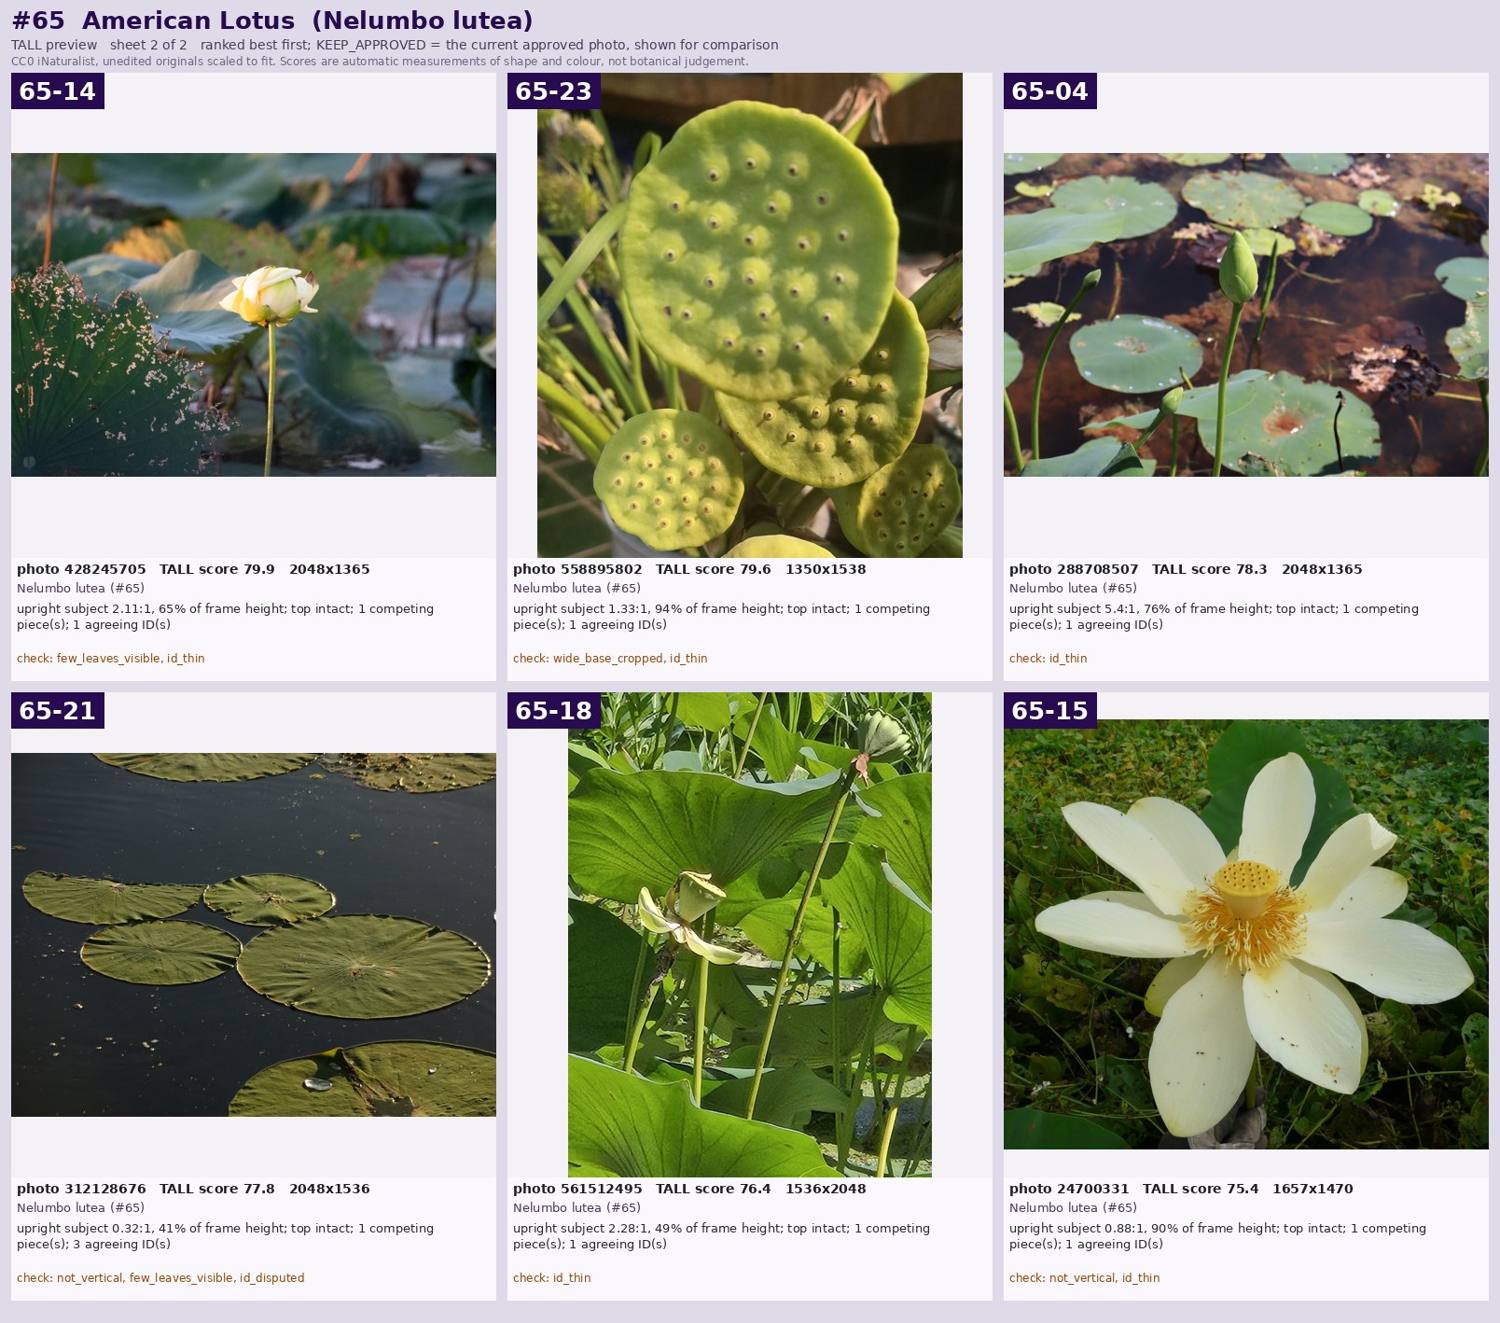 #65 American Lotus (Nelumbo lutea)
TALL preview sheet 2 of 2 ranked best first; KEEP_APPROVED = the current approved photo, shown for comparison
CC0 iNaturalist, unedited originals scaled to fit. Scores are automatic measurements of shape and colour, not botanical judgement.
65-14
photo 428245705 TALL score 79.9 2048x1365
Nelumbo lutea (#65)
upright subject 2.11:1, 65% of frame height; top intact; 1 competing
piece(s); 1 agreeing ID(s)
check: few_leaves_visible, id_thin
65-23
photo 558895802 TALL score 79.6 1350x1538
Nelumbo lutea (#65)
upright subject 1.33:1, 94% of frame height; top intact; 1 competing
piece(s); 1 agreeing ID(s)
check: wide_base_cropped, id_thin
65-04
photo 288708507 TALL score 78.3 2048x1365
Nelumbo lutea (#65)
upright subject 5.4:1, 76% of frame height; top intact; 1 competing
piece(s); 1 agreeing ID(s)
check: id_thin
65-21
photo 312128676 TALL score 77.8 2048x1536
Nelumbo lutea (#65)
upright subject 0.32:1, 41% of frame height; top intact; 1 competing
piece(s); 3 agreeing ID(s)
check: not_vertical, few_leaves_visible, id_disputed
65-18
photo 561512495 TALL score 76.4 1536x2048
Nelumbo lutea (#65)
upright subject 2.28:1, 49% of frame height; top intact; 1 competing
piece(s); 1 agreeing ID(s)
check: id_thin
65-15
photo 24700331 TALL score 75.4 1657x1470
Nelumbo lutea (#65)
upright subject 0.88:1, 90% of frame height; top intact; 1 competing
piece(s); 1 agreeing ID(s)
check: not_vertical, id_thin